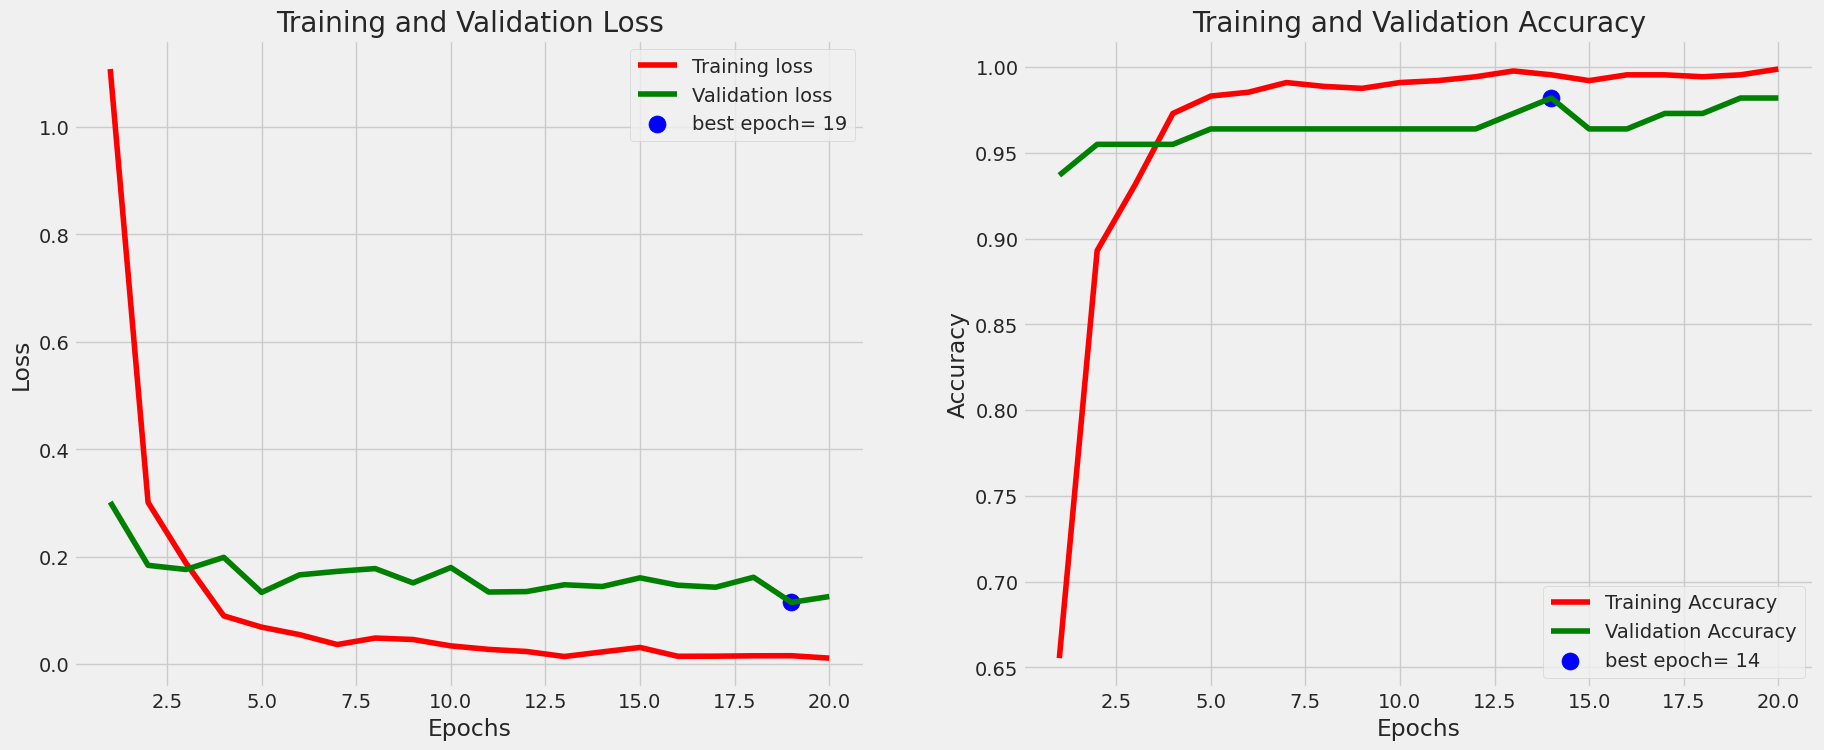 Training and Validation Loss
Training loss
Validation loss
best epoch= 19
1.0
0.8
0.6
0.4
0.2
0.0
Loss
2.5 5.0 7.5 10.0 12.5 15.0 17.5 20.0
Epochs
Training and Validation Accuracy
1.00
0.95
0.90
0.85
0.80
0.75
0.70
0.65
Accuracy
Training Accuracy
Validation Accuracy
best epoch= 14
2.5 5.0 7.5 10.0 12.5 15.0 17.5 20.0
Epochs